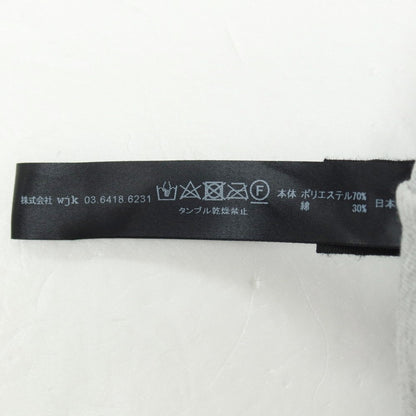 株式会社 wjk 03.6418.6231 Ⓕ 本体 ポリエステル70%
綿 30% 日本
タンブル乾燥禁止